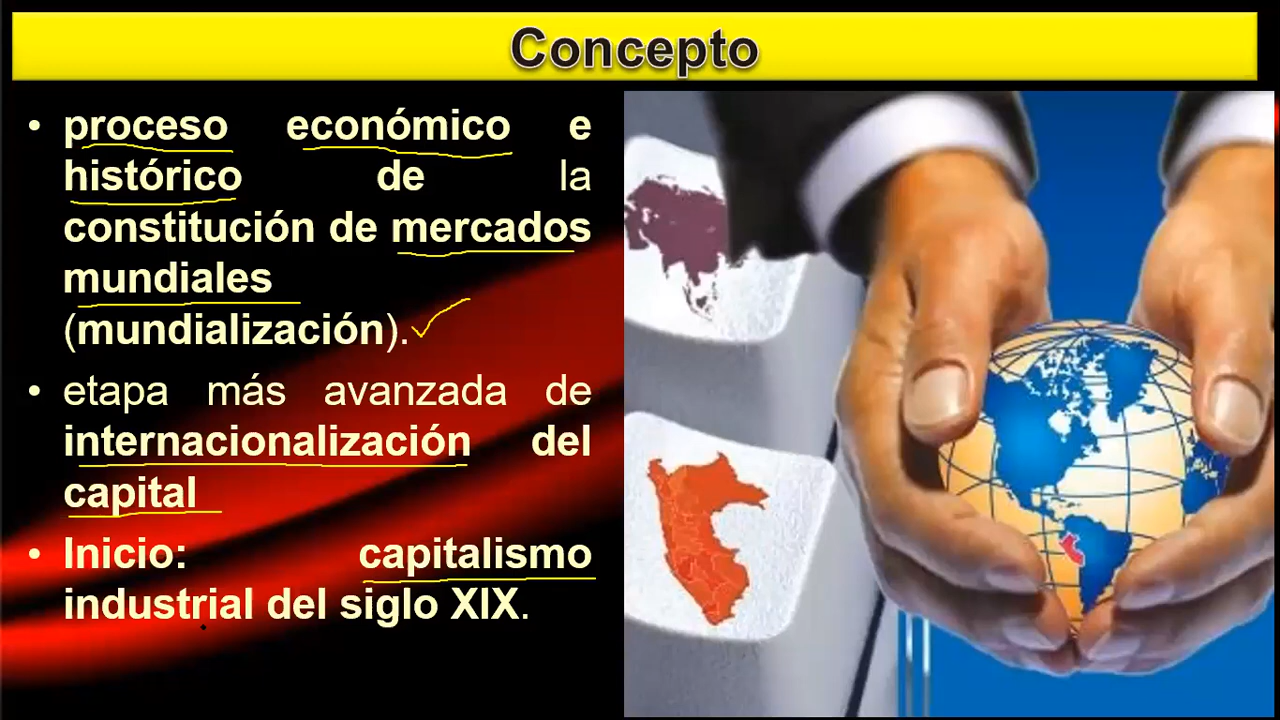 Concepto
• proceso económico e
histórico de la
constitución de mercados
mundiales
(mundialización).
• etapa más avanzada de
internacionalización del
capital
• Inicio: capitalismo
industrial del siglo XIX.